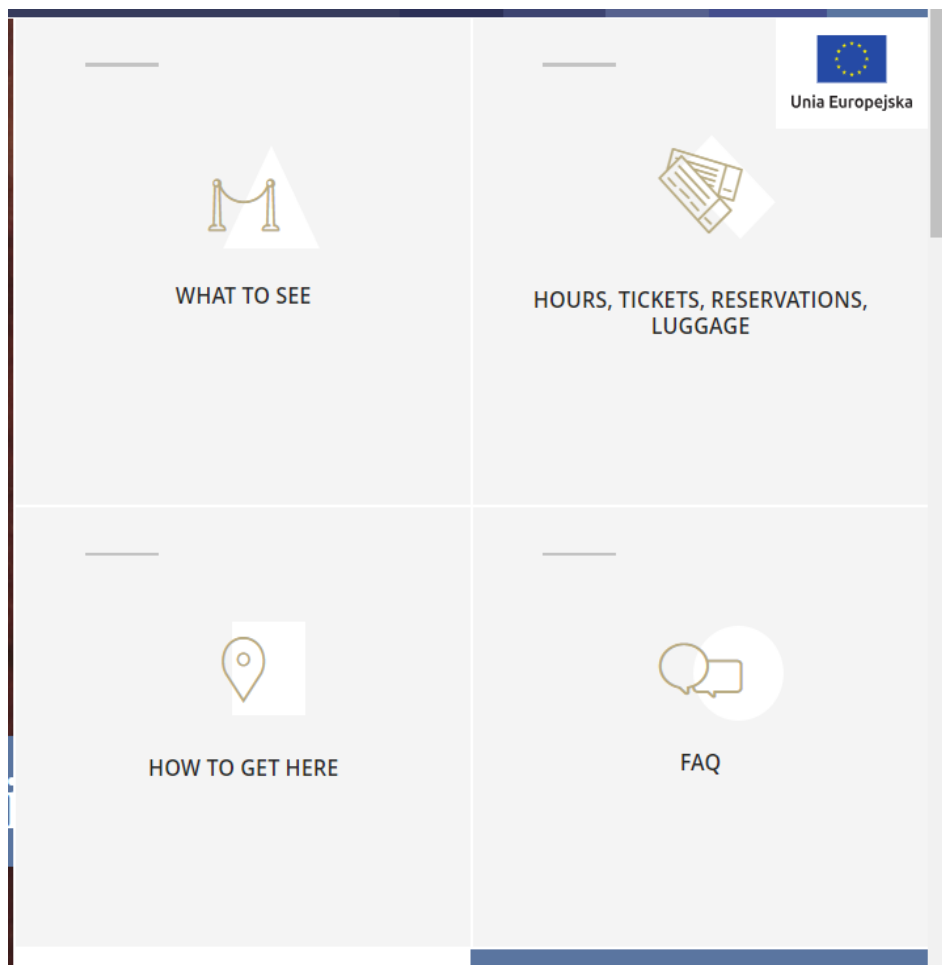 Unia Europejska
WHAT TO SEE
HOURS, TICKETS, RESERVATIONS,
LUGGAGE
HOW TO GET HERE
FAQ